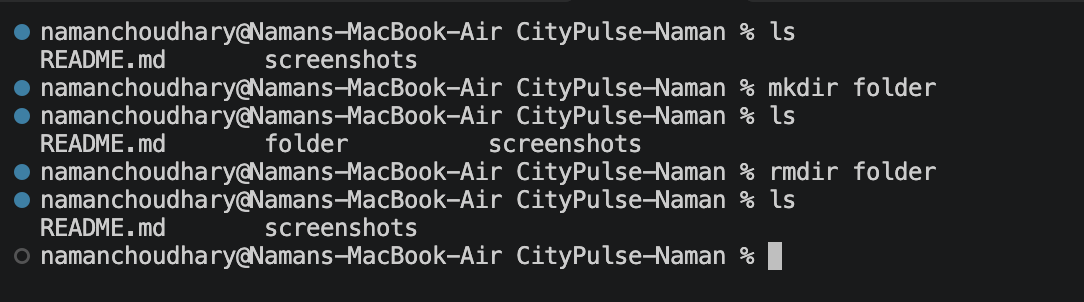 namanchoudhary@Namans-MacBook-Air CityPulse-Naman % ls
README.md screenshots
namanchoudhary@Namans-MacBook-Air CityPulse-Naman % mkdir folder
namanchoudhary@Namans-MacBook-Air CityPulse-Naman % ls
README.md folder screenshots
namanchoudhary@Namans-MacBook-Air CityPulse-Naman % rmdir folder
namanchoudhary@Namans-MacBook-Air CityPulse-Naman % ls
README.md screenshots
namanchoudhary@Namans-MacBook-Air CityPulse-Naman %